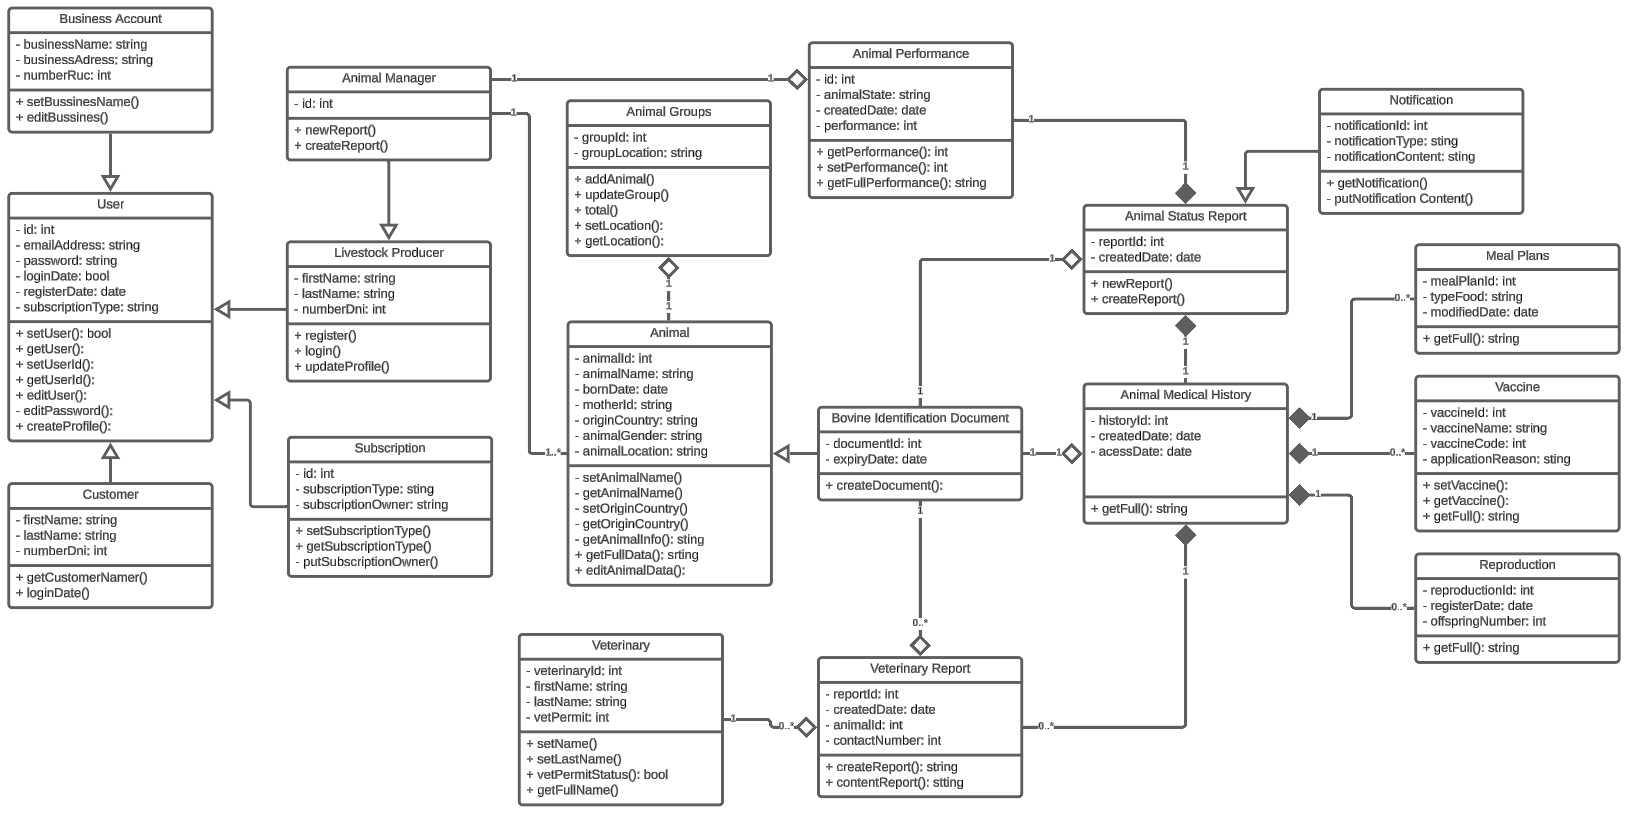 Business Account
- businessName: string
- businessAdress; string
- numberRuc: int
+ setBussinesName()
+ editBussines()
User
- id: int
- emailAddress: string
- password: string
- loginDate: bool
- registerDate: date
- subscriptionType: string
+ setUser(): bool
+ getUser():
+ setUserId():
+ getUserId():
+ editUser():
- editPassword():
+ createProfile():
Customer
- firstName: string
- lastName: string
- numberDni: int
+ getCustomerNamer()
+ loginDate()
Animal Manager
- id: int
+ newReport()
+ createReport()
1
1
1
Livestock Producer
- firstName: string
- lastName: string
- numberDni: int
+ register()
+ login()
+ updateProfile()
Subscription
- id: int
- subscriptionType: sting
- subscriptionOwner: string
+ setSubscriptionType()
+ getSubscriptionType()
- putSubscriptionOwner()
Animal Groups
- groupId: int
- groupLocation: string
+ addAnimal()
+ updateGroup()
+ total()
+ setLocation():
+ getLocation():
1
1
Animal
- animalId: int
- animalName: string
- bornDate: date
- motherId: string
- originCountry: string
- animalGender: string
- animalLocation: string
- setAnimalName()
- getAnimalName()
- setOriginCountry()
- getOriginCountry()
- getAnimalInfo(): sting
+ getFullData(): srting
+ editAnimalData():
1..*
Animal Performance
- id: int
- animalState: string
- createdDate: date
- performance: int
+ getPerformance(): int
+ setPerformance(): int
+ getFullPerformance(): string
1
1
Notification
- notificationId: int
- notificationType: sting
- notificationContent: sting
+ getNotification()
- putNotification Content()
Animal Status Report
- reportId: int
- createdDate: date
+ newReport()
+ createReport()
1
1
1
1
Bovine Identification Document
- documentId: int
- expiryDate: date
+ createDocument():
1
1
1
0..*
Animal Medical History
- historyId: int
- createdDate: date
- acessDate: date
+ getFull(): string
1
1
1
1
Meal Plans
- mealPlanId: int
- typeFood: string
- modifiedDate: date
+ getFull(): string
0..*
Vaccine
- vaccineId: int
- vaccineName: string
- vaccineCode: int
- applicationReason: sting
+ setVaccine():
+ getVaccine():
+ getFull(): string
0..*
Reproduction
- reproductionId: int
- registerDate: date
- offspringNumber: int
+ getFull(): string
0..*
Veterinary
- veterinaryId: int
- firstName: string
- lastName: string
- vetPermit: int
+ setName()
+ setLastName()
+ vetPermitStatus(): bool
+ getFullName()
1
0..*
Veterinary Report
- reportId: int
- createdDate: date
- animalId: int
- contactNumber: int
+ createReport(): string
+ contentReport(): stting
0..*